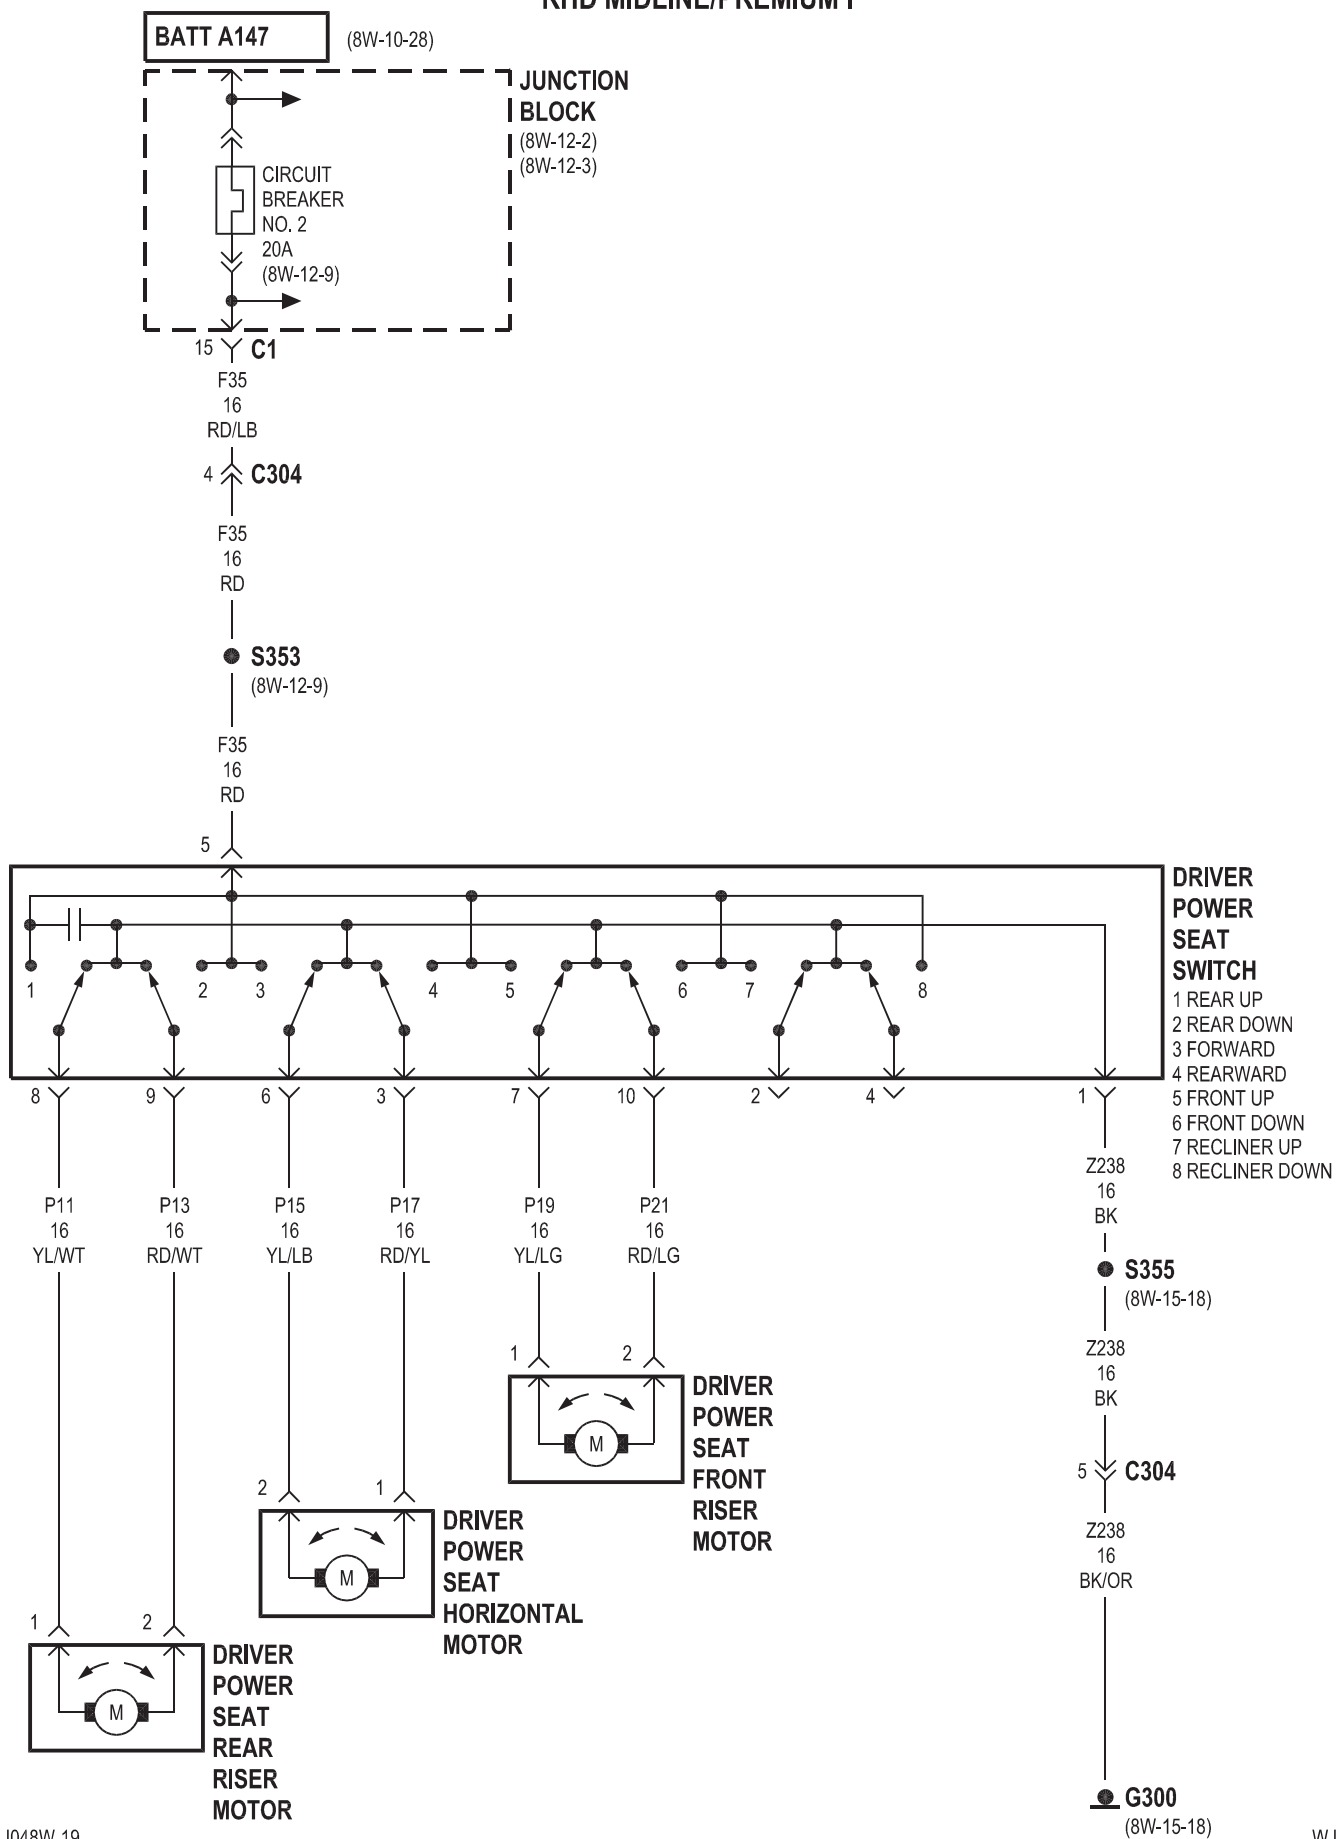 RHD MIDLINE/PREMIUM I
BATT A147
(8W-10-28)
JUNCTION
BLOCK
(8W-12-2)
(8W-12-3)
CIRCUIT
BREAKER
NO. 2
20A
(8W-12-9)
15
C1
F35
16
RD/LB
4
C304
F35
16
RD
S353
(8W-12-9)
F35
16
RD
5
DRIVER
POWER
SEAT
SWITCH
1 REAR UP
2 REAR DOWN
3 FORWARD
4 REARWARD
5 FRONT UP
6 FRONT DOWN
7 RECLINER UP
8 RECLINER DOWN
1 2 3 4 5 6 7 8
8 9 6 3 7 10 2 4 1
P11
16
YL/WT
P13
16
RD/WT
P15
16
YL/LB
P17
16
RD/YL
P19
16
YL/LG
P21
16
RD/LG
Z238
16
BK
S355
(8W-15-18)
Z238
16
BK
5
C304
Z238
16
BK/OR
G300
(8W-15-18)
1 2
DRIVER
POWER
SEAT
FRONT
RISER
MOTOR
M
2 1
DRIVER
POWER
SEAT
HORIZONTAL
MOTOR
M
1 2
DRIVER
POWER
SEAT
REAR
RISER
MOTOR
M
J048W-19
WJ